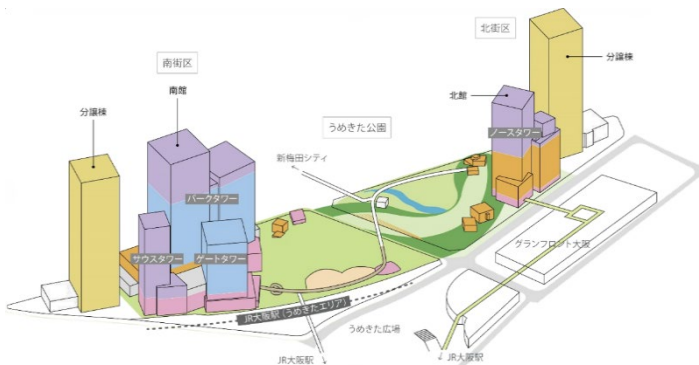 北街区
分譲棟
南街区
南館
北館
分譲棟
うめきた公園
ノースタワー
新梅田シティ
パークタワー
グランフロント大阪
サウスタワー
ゲートタワー
JR大阪駅(うめきたエリア)
うめきた広場
JR大阪駅
JR大阪駅